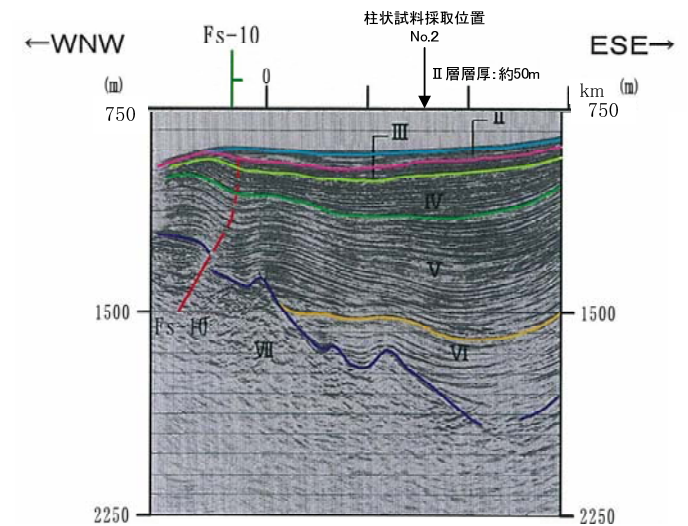 柱状試料採取位置
No.2
←WNW
Fs-10
ESE→
Ⅱ層層厚：約50m
(m)
0
km
(m)
750
750
Ⅱ
Ⅲ
Ⅳ
Ⅴ
1500
1500
Fs-10
Ⅶ
Ⅵ
2250
2250